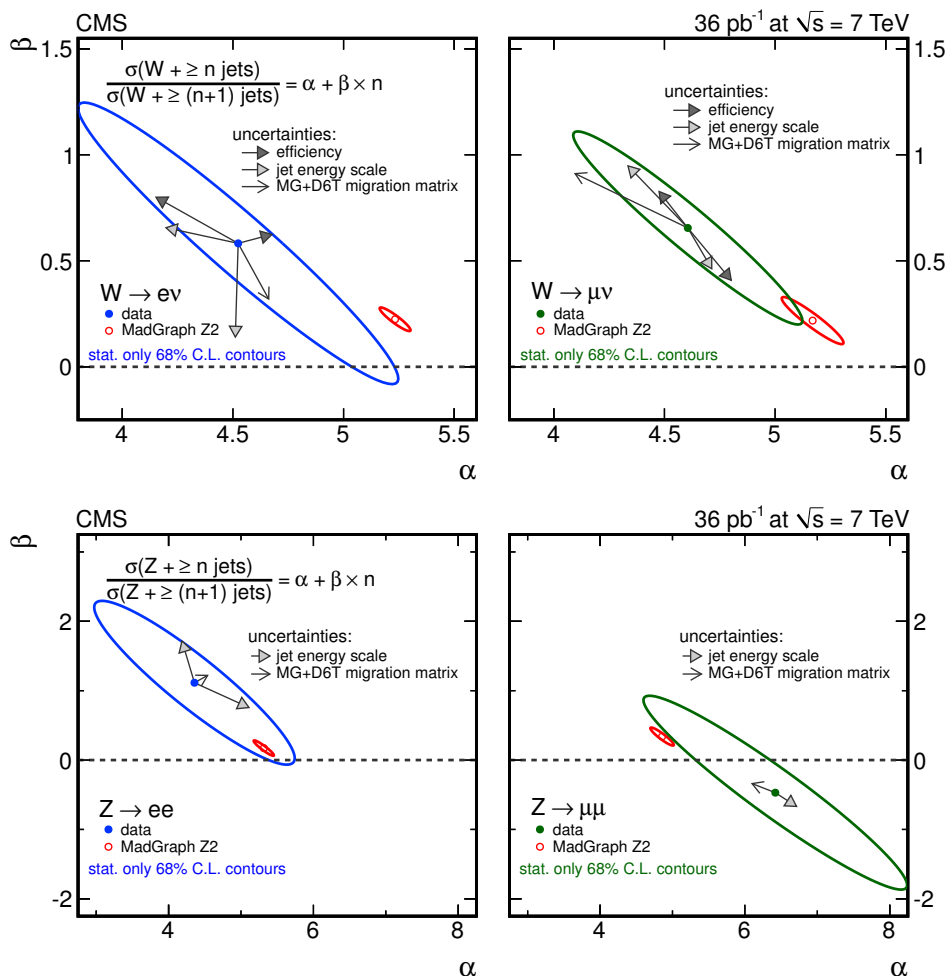 CMS
36 pb⁻¹ at √s = 7 TeV
β
1.5
1
0.5
0
σ(W + ≥ n jets)
σ(W + ≥ (n+1) jets)
= α + β × n
uncertainties:
efficiency
jet energy scale
MG+D6T migration matrix
W → eν
data
MadGraph Z2
stat. only 68% C.L. contours
4 4.5 5 5.5
α
uncertainties:
efficiency
jet energy scale
MG+D6T migration matrix
W → μν
data
MadGraph Z2
stat. only 68% C.L. contours
1.5
1
0.5
0
4 4.5 5 5.5
α
CMS
36 pb⁻¹ at √s = 7 TeV
β
2
0
-2
σ(Z + ≥ n jets)
σ(Z + ≥ (n+1) jets)
= α + β × n
uncertainties:
jet energy scale
MG+D6T migration matrix
Z → ee
data
MadGraph Z2
stat. only 68% C.L. contours
4 6 8
α
uncertainties:
jet energy scale
MG+D6T migration matrix
Z → μμ
data
MadGraph Z2
stat. only 68% C.L. contours
2
0
-2
4 6 8
α